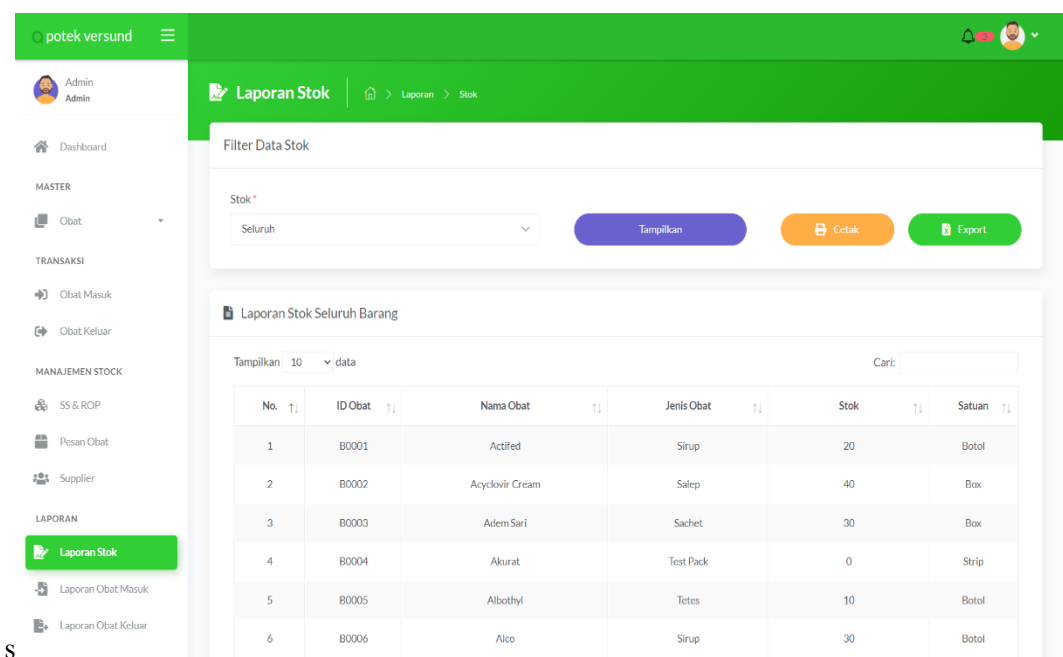 apotek versund
3
Admin
Admin
Laporan Stok
> Laporan > Stok
Dashboard
MASTER
Obat
TRANSAKSI
Obat Masuk
Obat Keluar
MANAJEMEN STOCK
SS & ROP
Pesan Obat
Supplier
LAPORAN
Laporan Stok
Laporan Obat Masuk
Laporan Obat Keluar
s
Filter Data Stok
Stok *
Seluruh
Tampilkan
Cetak
Export
Laporan Stok Seluruh Barang
Tampilkan 10 data
Cari:
No. ID Obat Nama Obat Jenis Obat Stok Satuan
1 B0001 Actifed Sirup 20 Botol
2 B0002 Acyclovir Cream Salep 40 Box
3 B0003 Adem Sari Sachet 30 Box
4 B0004 Akurat Test Pack 0 Strip
5 B0005 Albothyl Tetes 10 Botol
6 B0006 Alco Sirup 30 Botol